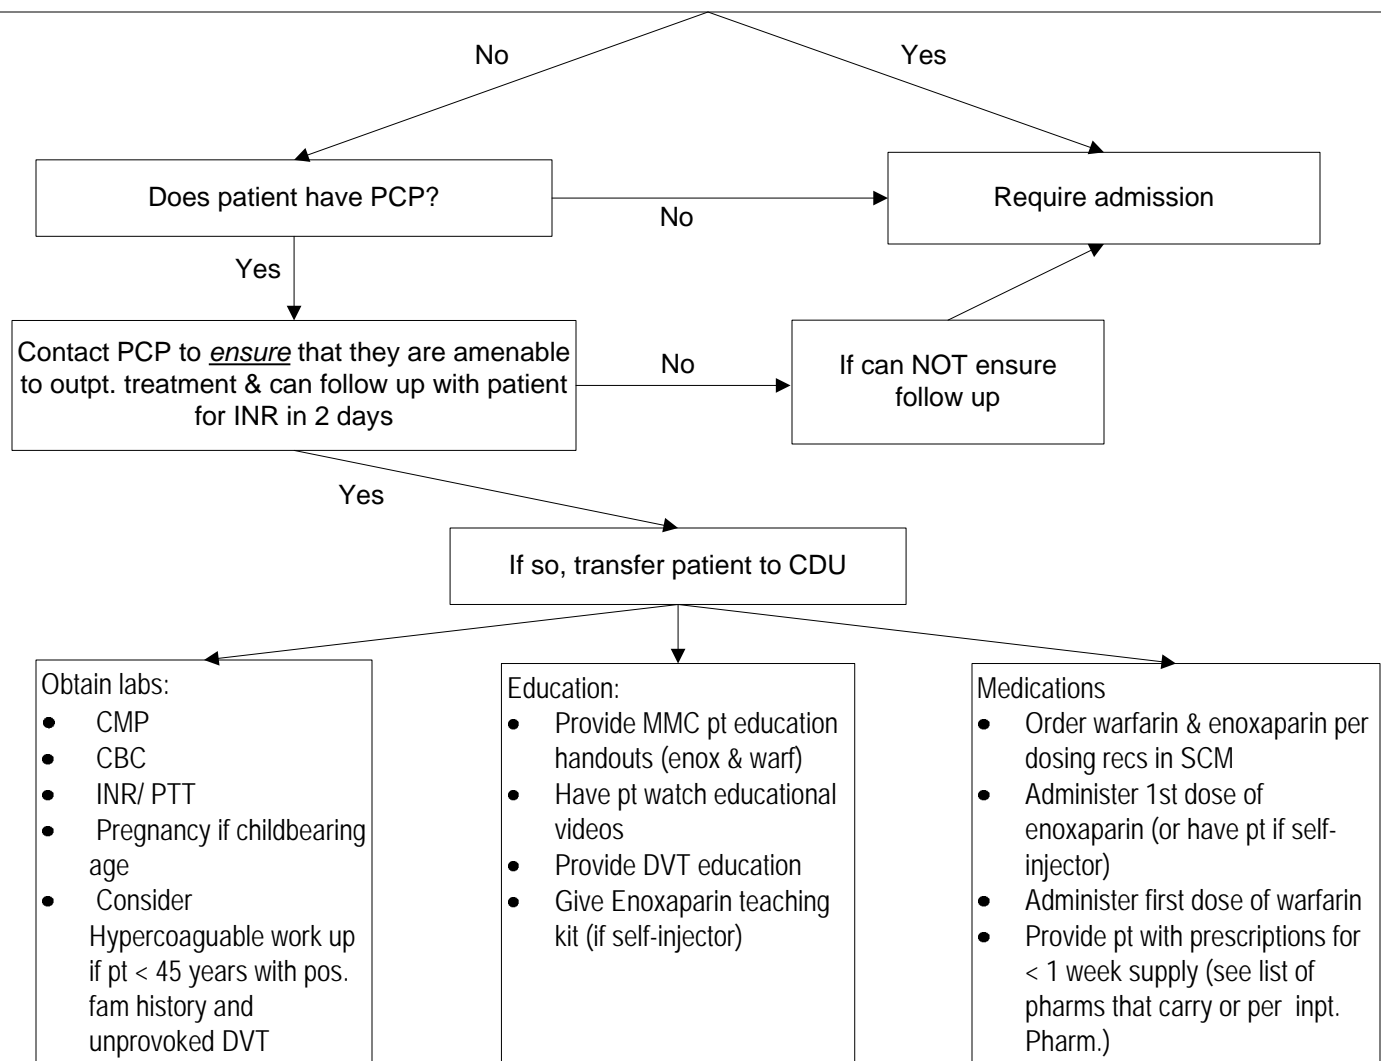 No
Yes
Does patient have PCP?
No
Require admission
Yes
Contact PCP to ensure that they are amenable
to outpt. treatment & can follow up with patient
for INR in 2 days
No
If can NOT ensure
follow up
Yes
If so, transfer patient to CDU
Obtain labs:
• CMP
• CBC
• INR/ PTT
• Pregnancy if childbearing
age
• Consider
Hypercoaguable work up
if pt < 45 years with pos.
fam history and
unprovoked DVT
Education:
• Provide MMC pt education
handouts (enox & warf)
• Have pt watch educational
videos
• Provide DVT education
• Give Enoxaparin teaching
kit (if self-injector)
Medications
• Order warfarin & enoxaparin per
dosing recs in SCM
• Administer 1st dose of
enoxaparin (or have pt if self-
injector)
• Administer first dose of warfarin
• Provide pt with prescriptions for
< 1 week supply (see list of
pharms that carry or per inpt.
Pharm.)